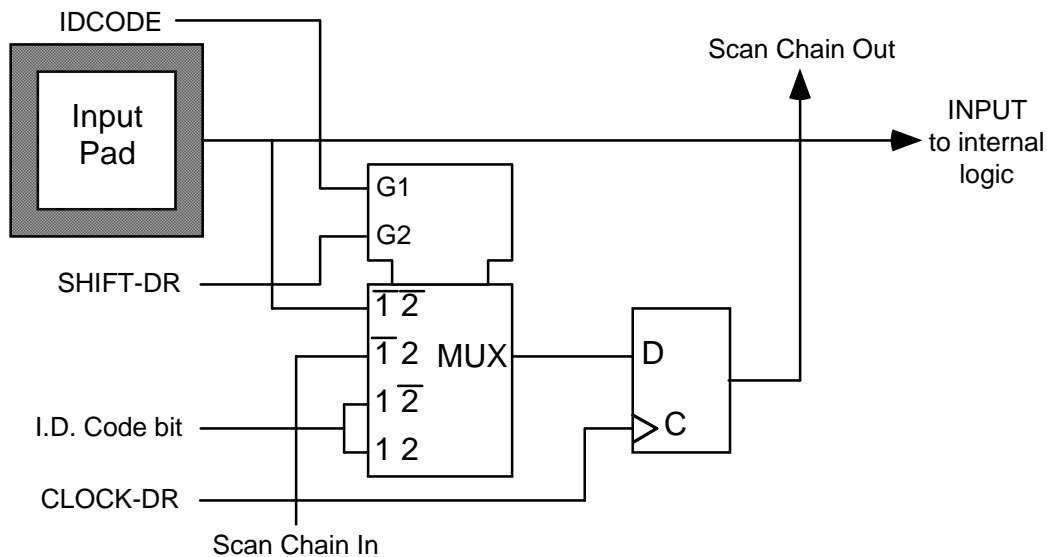 IDCODE
Scan Chain Out
Input
Pad
INPUT
to internal
logic
G1
G2
SHIFT-DR
1̅ 2̅
1̅ 2
MUX
D
1 2̅
I.D. Code bit
1 2
C
CLOCK-DR
Scan Chain In